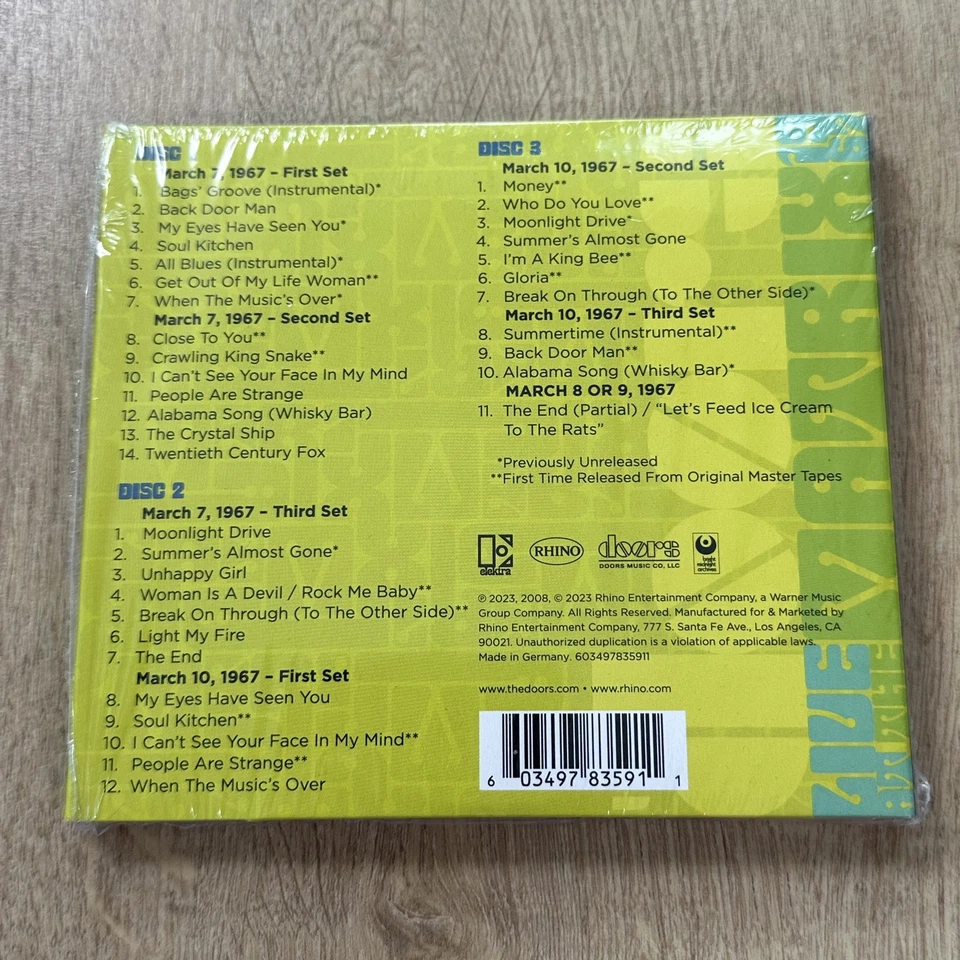 DISC
March 7, 1967 – First Set
1. Bags' Groove (Instrumental)*
2. Back Door Man
3. My Eyes Have Seen You*
4. Soul Kitchen
5. All Blues (Instrumental)*
6. Get Out Of My Life Woman**
7. When The Music's Over*
March 7, 1967 – Second Set
8. Close To You**
9. Crawling King Snake**
10. I Can't See Your Face In My Mind
11. People Are Strange
12. Alabama Song (Whisky Bar)
13. The Crystal Ship
14. Twentieth Century Fox
DISC 2
March 7, 1967 – Third Set
1. Moonlight Drive
2. Summer's Almost Gone*
3. Unhappy Girl
4. Woman Is A Devil / Rock Me Baby**
5. Break On Through (To The Other Side)**
6. Light My Fire
7. The End
March 10, 1967 – First Set
8. My Eyes Have Seen You
9. Soul Kitchen**
10. I Can't See Your Face In My Mind**
11. People Are Strange**
12. When The Music's Over
DISC 3
March 10, 1967 – Second Set
1. Money**
2. Who Do You Love**
3. Moonlight Drive*
4. Summer's Almost Gone
5. I'm A King Bee**
6. Gloria**
7. Break On Through (To The Other Side)*
March 10, 1967 – Third Set
8. Summertime (Instrumental)**
9. Back Door Man**
10. Alabama Song (Whisky Bar)*
MARCH 8 OR 9, 1967
11. The End (Partial) / “Let's Feed Ice Cream
To The Rats”
*Previously Unreleased
**First Time Released From Original Master Tapes
elektra
RHINO
doors
DOORS MUSIC CO, LLC
bright midnight archives
℗ 2023, 2008, © 2023 Rhino Entertainment Company, a Warner Music
Group Company. All Rights Reserved. Manufactured for & Marketed by
Rhino Entertainment Company, 777 S. Santa Fe Ave., Los Angeles, CA
90021. Unauthorized duplication is a violation of applicable laws.
Made in Germany. 603497835911
www.thedoors.com • www.rhino.com
6 03497 83591 1
LIVE
AT THE
MATRIX